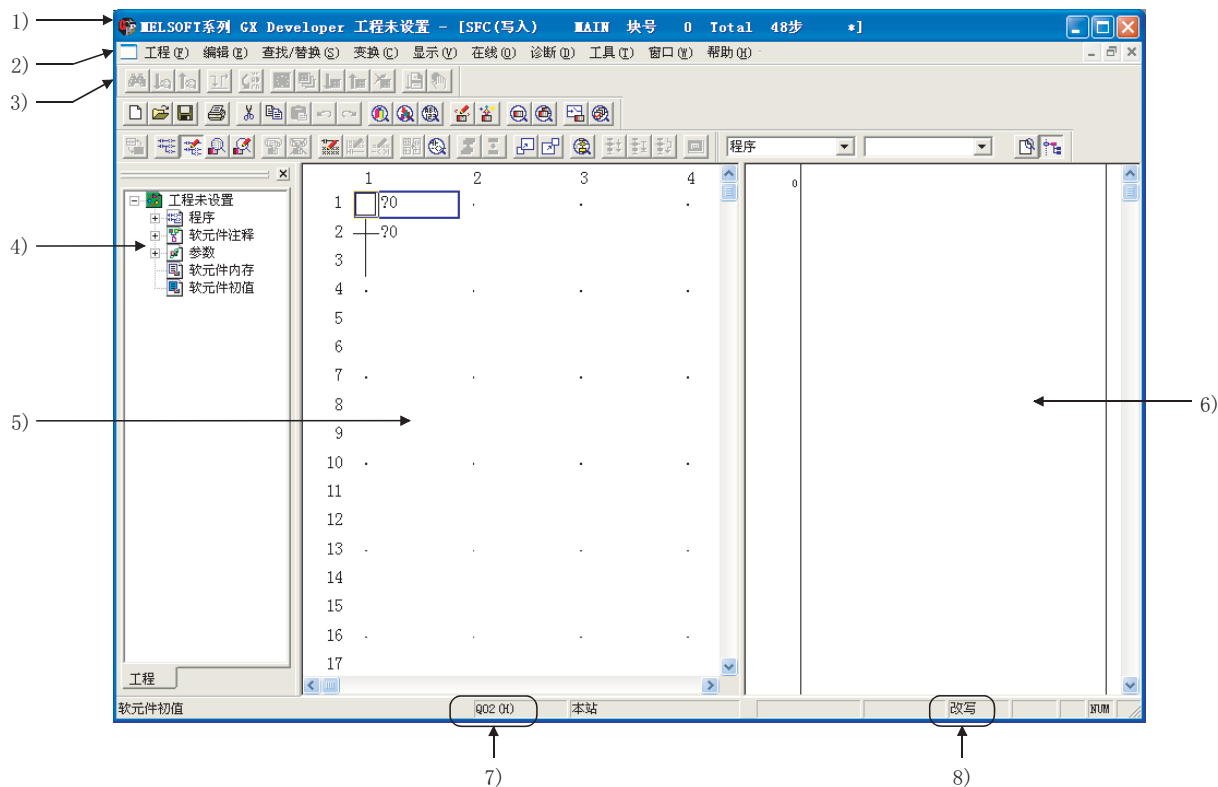 1)
MELSOFT系列 GX Developer 工程未设置 - [SFC(写入) MAIN 块号 0 Total 48步 *]
2)
工程(F) 编辑(E) 查找/替换(S) 变换(C) 显示(V) 在线(O) 诊断(D) 工具(T) 窗口(W) 帮助(H)
3)
程序
4)
工程未设置
程序
软元件注释
参数
软元件内存
软元件初值
工程
5)
1 2 3 4
1 ?0
2 ?0
3
4
5
6
7
8
9
10
11
12
13
14
15
16
17
0
6)
软元件初值 Q02(H) 本站 改写 NUM
7)
8)